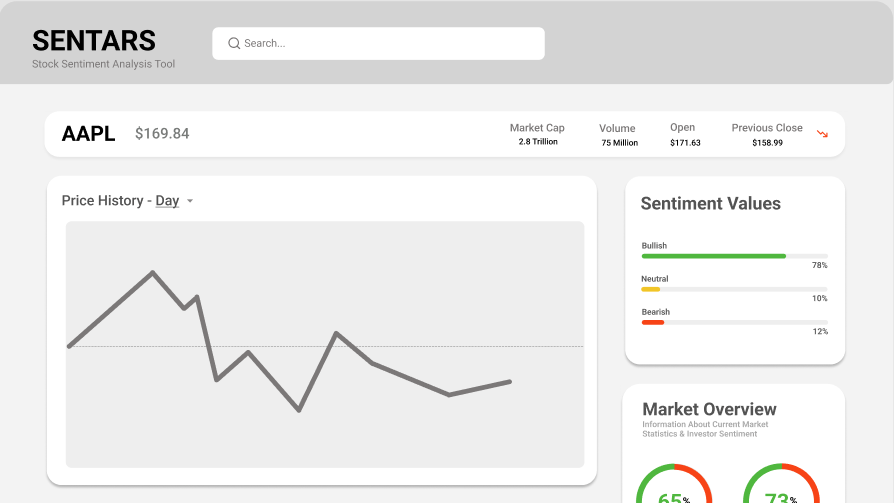 SENTARS
Stock Sentiment Analysis Tool
Search...
AAPL
$169.84
Market Cap
2.8 Trillion
Volume
75 Million
Open
$171.63
Previous Close
$158.99
Price History - Day
Sentiment Values
Bullish
78%
Neutral
10%
Bearish
12%
Market Overview
Information About Current Market
Statistics & Investor Sentiment
65%
73%